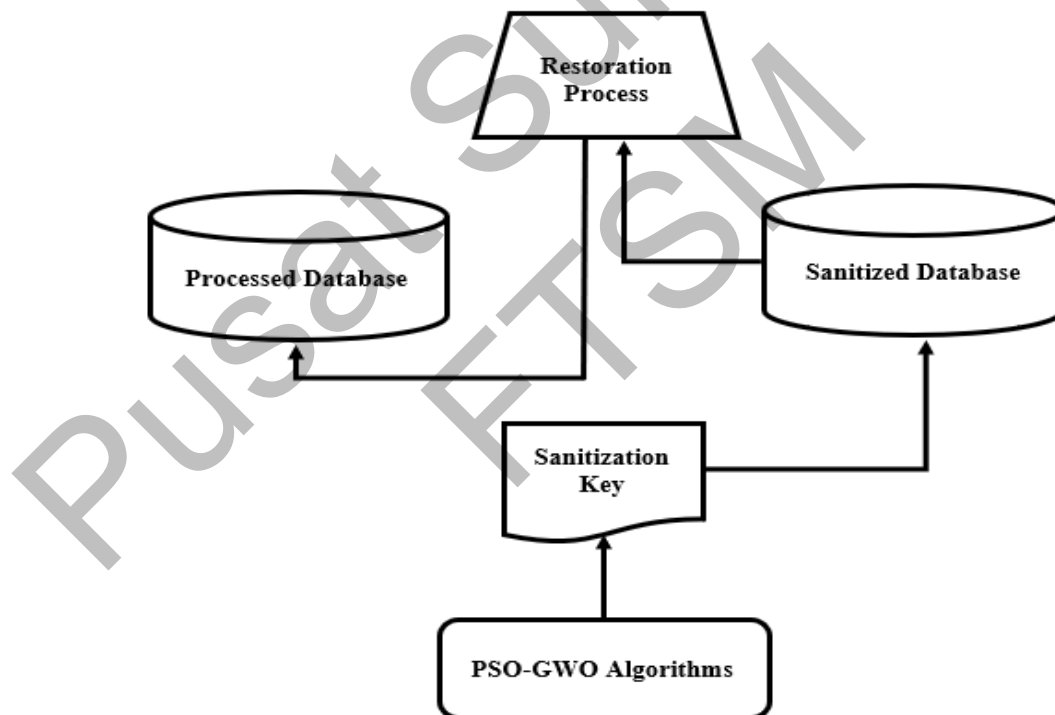 Restoration
Process
Processed Database
Sanitized Database
Sanitization
Key
PSO-GWO Algorithms
Pusat
FTSM